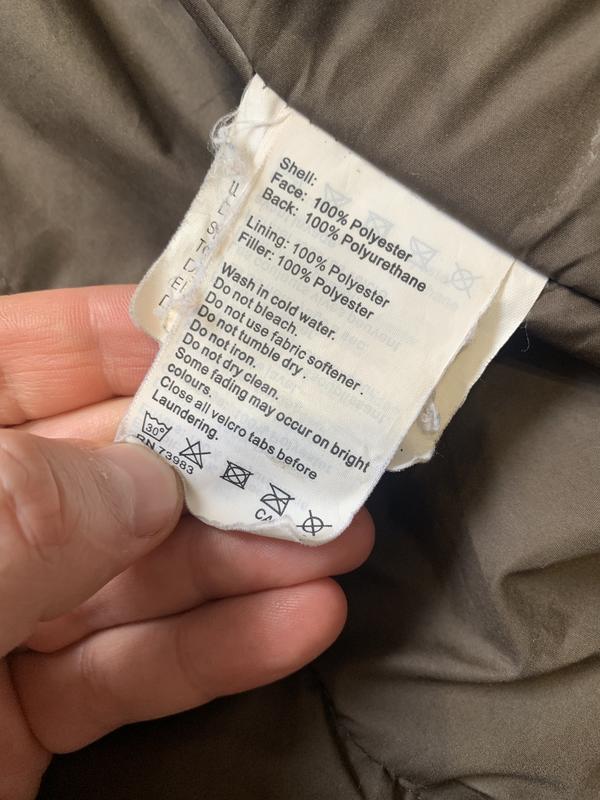 Shell:
Face: 100% Polyester
Back: 100% Polyurethane
Lining: 100% Polyester
Filler: 100% Polyester
Wash in cold water.
Do not bleach.
Do not use fabric softener .
Do not tumble dry .
Do not iron.
Do not dry clean.
Some fading may occur on bright
colours.
Close all velcro tabs before
Laundering.
30°
RN 73983